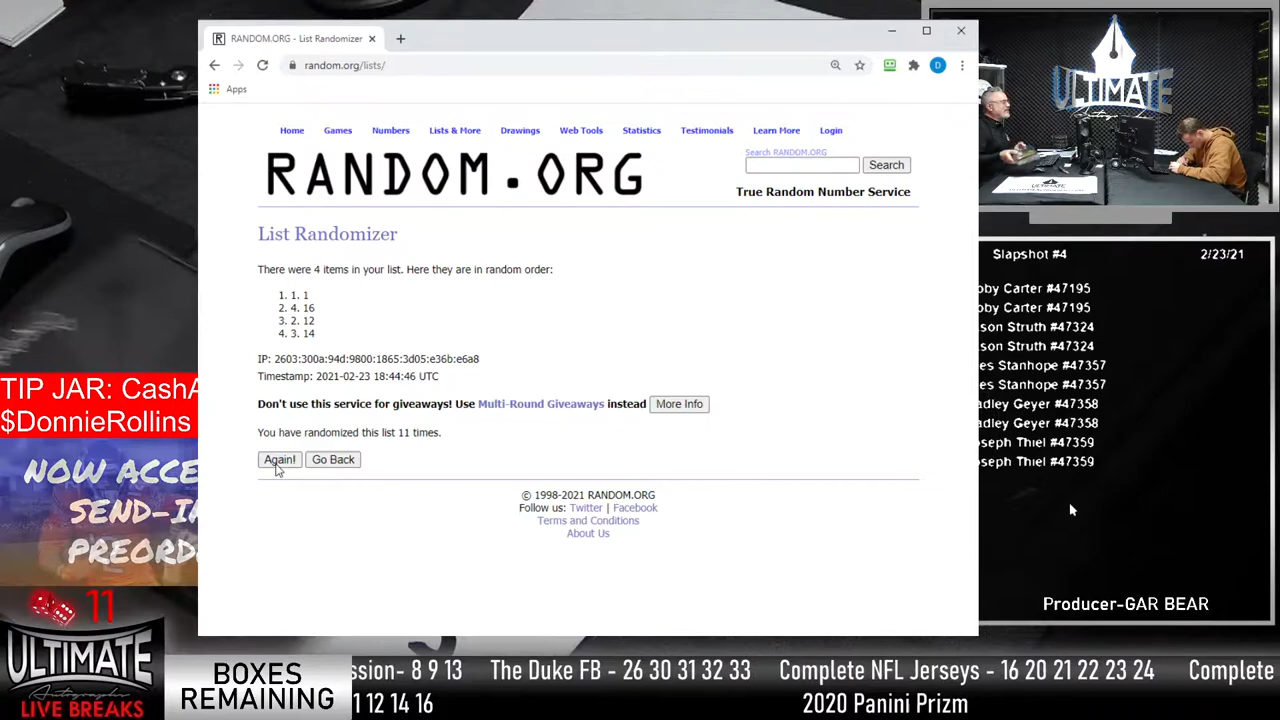 RANDOM.ORG - List Randomizer
random.org/lists/
Apps
Home Games Numbers Lists & More Drawings Web Tools Statistics Testimonials Learn More Login
RANDOM.ORG
Search RANDOM.ORG
Search
True Random Number Service
List Randomizer
There were 4 items in your list. Here they are in random order:
1. 1. 1
2. 4. 16
3. 2. 12
4. 3. 14
IP: 2603:300a:94d:9800:1865:3d05:e36b:e6a8
Timestamp: 2021-02-23 18:44:46 UTC
Don't use this service for giveaways! Use Multi-Round Giveaways instead More Info
You have randomized this list 11 times.
Again! Go Back
© 1998-2021 RANDOM.ORG
Follow us: Twitter | Facebook
Terms and Conditions
About Us
ULTIMATE
Autographs
ULTIMATE
Slapshot #4 2/23/21
oby Carter #47195
oby Carter #47195
son Struth #47324
son Struth #47324
es Stanhope #47357
es Stanhope #47357
adley Geyer #47358
adley Geyer #47358
oseph Thiel #47359
oseph Thiel #47359
Producer-GAR BEAR
TIP JAR: CashA
$DonnieRollins
NOW ACCE
SEND-IN
PREORD
11
ULTIMATE
Autographs
LIVE BREAKS
BOXES
REMAINING
ssion- 8 9 13 The Duke FB - 26 30 31 32 33 Complete NFL Jerseys - 16 20 21 22 23 24 Complete
1 12 14 16 2020 Panini Prizm